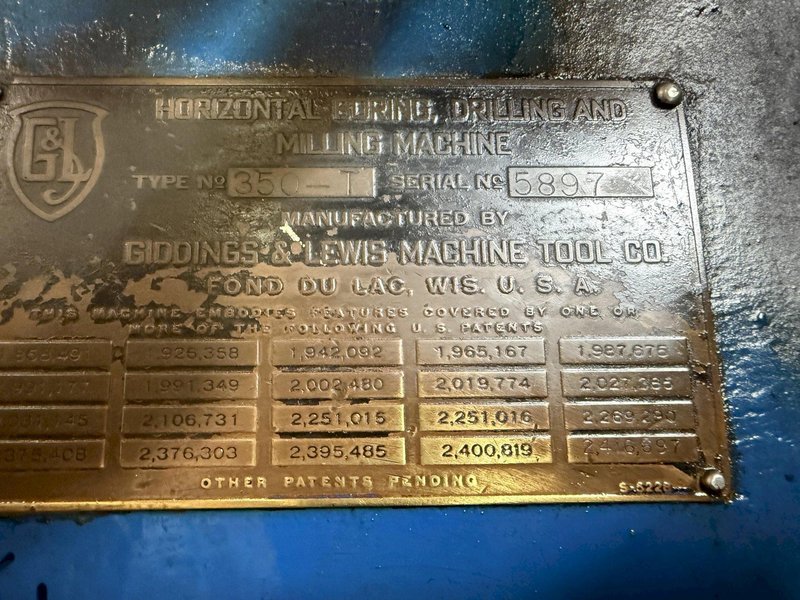 G&L
HORIZONTAL BORING, DRILLING AND
MILLING MACHINE
TYPE Nº 350-T SERIAL Nº 5897
MANUFACTURED BY
GIDDINGS & LEWIS MACHINE TOOL CO.
FOND DU LAC, WIS. U. S. A.
THIS MACHINE EMBODIES FEATURES COVERED BY ONE OR
MORE OF THE FOLLOWING U. S. PATENTS
1,926,358 1,942,092 1,965,167 1,987,675
1,991,349 2,002,480 2,019,774
2,106,731 2,251,015 2,251,016
2,376,303 2,395,485 2,400,819
OTHER PATENTS PENDING